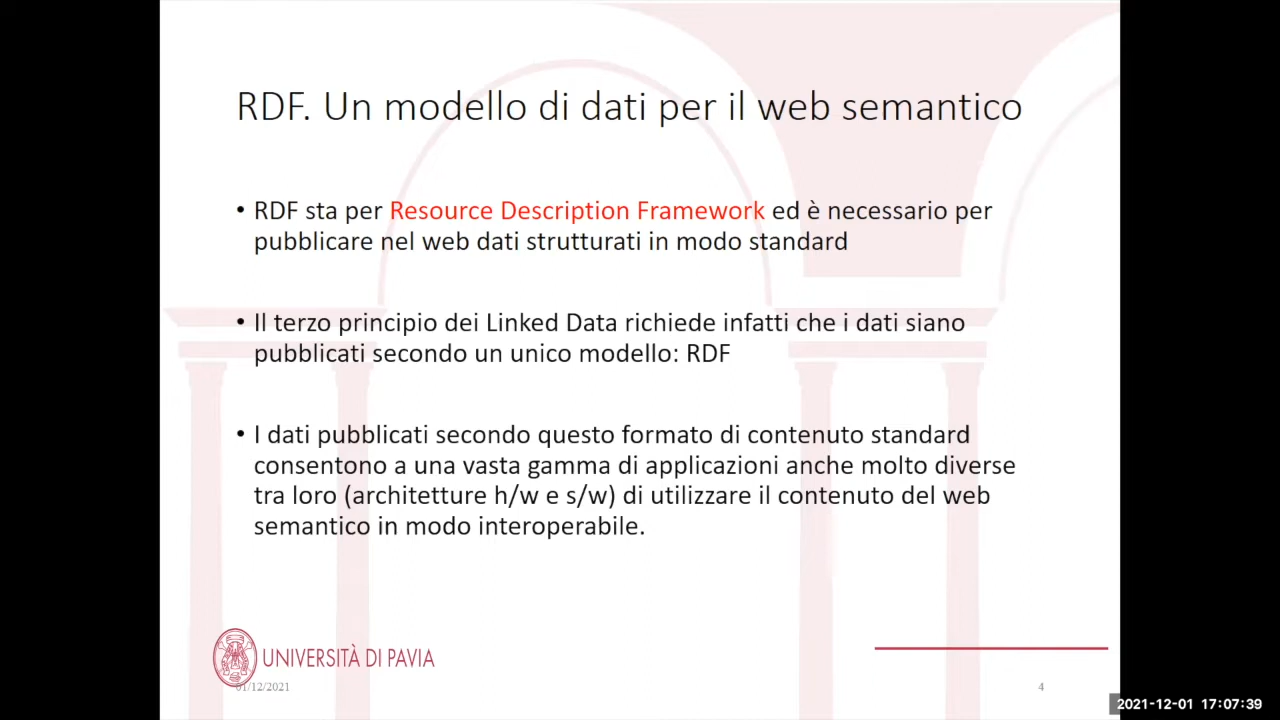 RDF. Un modello di dati per il web semantico
• RDF sta per Resource Description Framework ed è necessario per
pubblicare nel web dati strutturati in modo standard
• Il terzo principio dei Linked Data richiede infatti che i dati siano
pubblicati secondo un unico modello: RDF
• I dati pubblicati secondo questo formato di contenuto standard
consentono a una vasta gamma di applicazioni anche molto diverse
tra loro (architetture h/w e s/w) di utilizzare il contenuto del web
semantico in modo interoperabile.
UNIVERSITÀ DI PAVIA
01/12/2021
4
2021-12-01 17:07:39